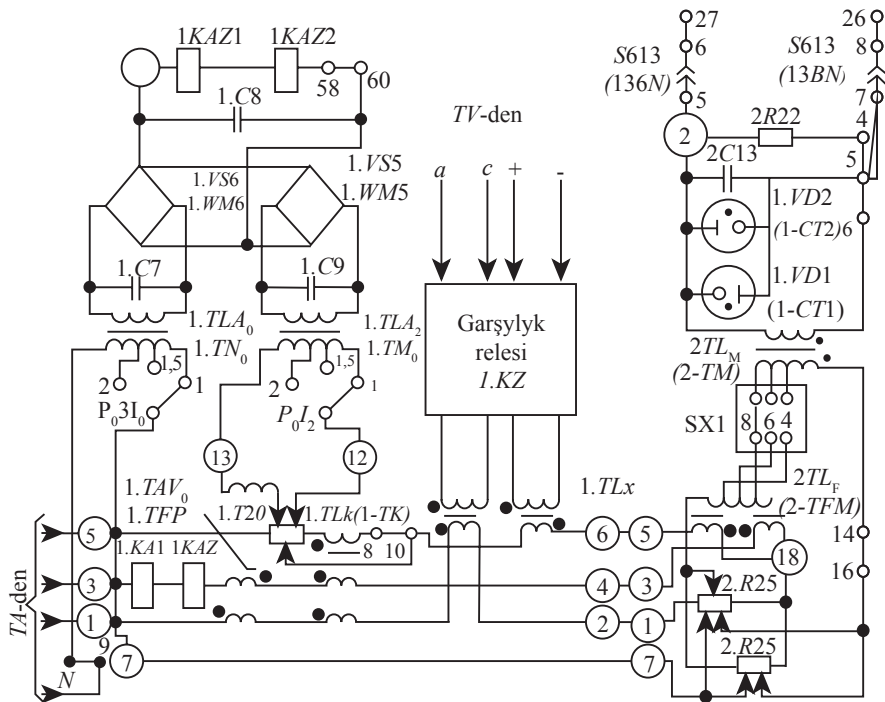 27
26
1KAZ1
1KAZ2
6
S613
(136N)
8
S613
(13BN)
58
60
5
7
1.C8
TV-den
2
2R22
4
2C13
5
1.VS6
1.WM6
1.VS5
1.WM5
a
c
+
-
1.VD2
(1-CT2)6
1.C7
1.C9
1.VD1
(1-CT1)
1.TLA₀
1.TN₀
1.TLA₂
1.TM₀
Garşylyk
relesi
1.KZ
2TL_M
(2-TM)
1,5
2
1
1,5
2
1
P₀3I₀
P₀I₂
8
6
4
SX1
13
12
1.TAV₀
1.TFP
1.T20
1.TLk(1-TK)
1.TLx
2TL_F
(2-TFM)
5
8
10
6
5
14
1.KA1
1KAZ
18
3
4
3
16
2.R25
TA-den
1
2
1
9
7
7
2.R25
N